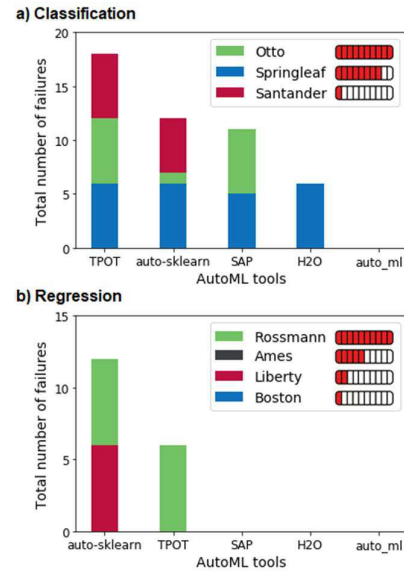 a) Classification
20
15
10
5
0
Total number of failures
Otto
Springleaf
Santander
TPOT auto-sklearn SAP H2O auto_ml
AutoML tools
b) Regression
15
10
5
0
Total number of failures
Rossmann
Ames
Liberty
Boston
auto-sklearn TPOT SAP H2O auto_ml
AutoML tools